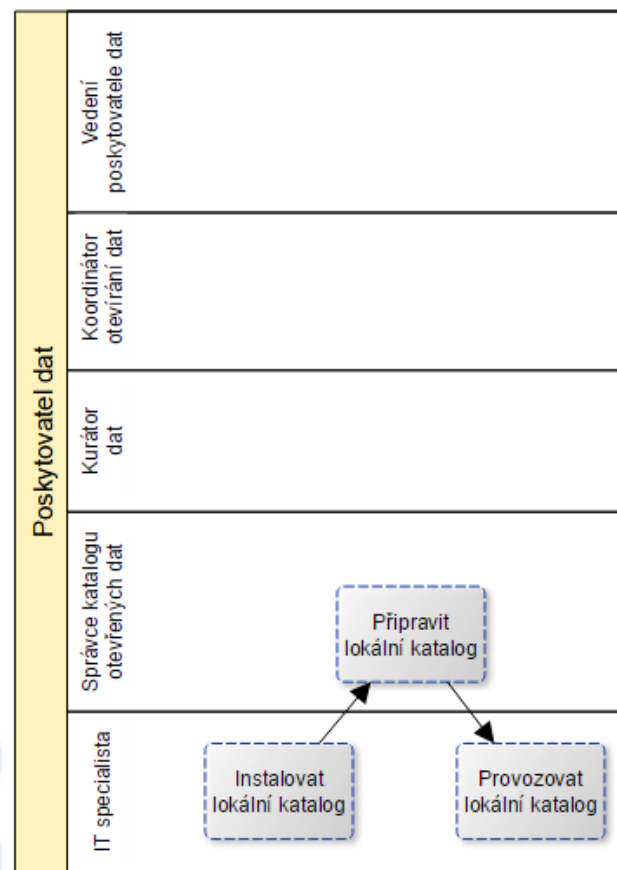 Poskytovatel dat
Vedení
poskytovatele dat
Koordinátor
otevírání dat
Kurátor
dat
Správce katalogu
otevřených dat
Připravit
lokální katalog
IT specialista
Instalovat
lokální katalog
Provozovat
lokální katalog